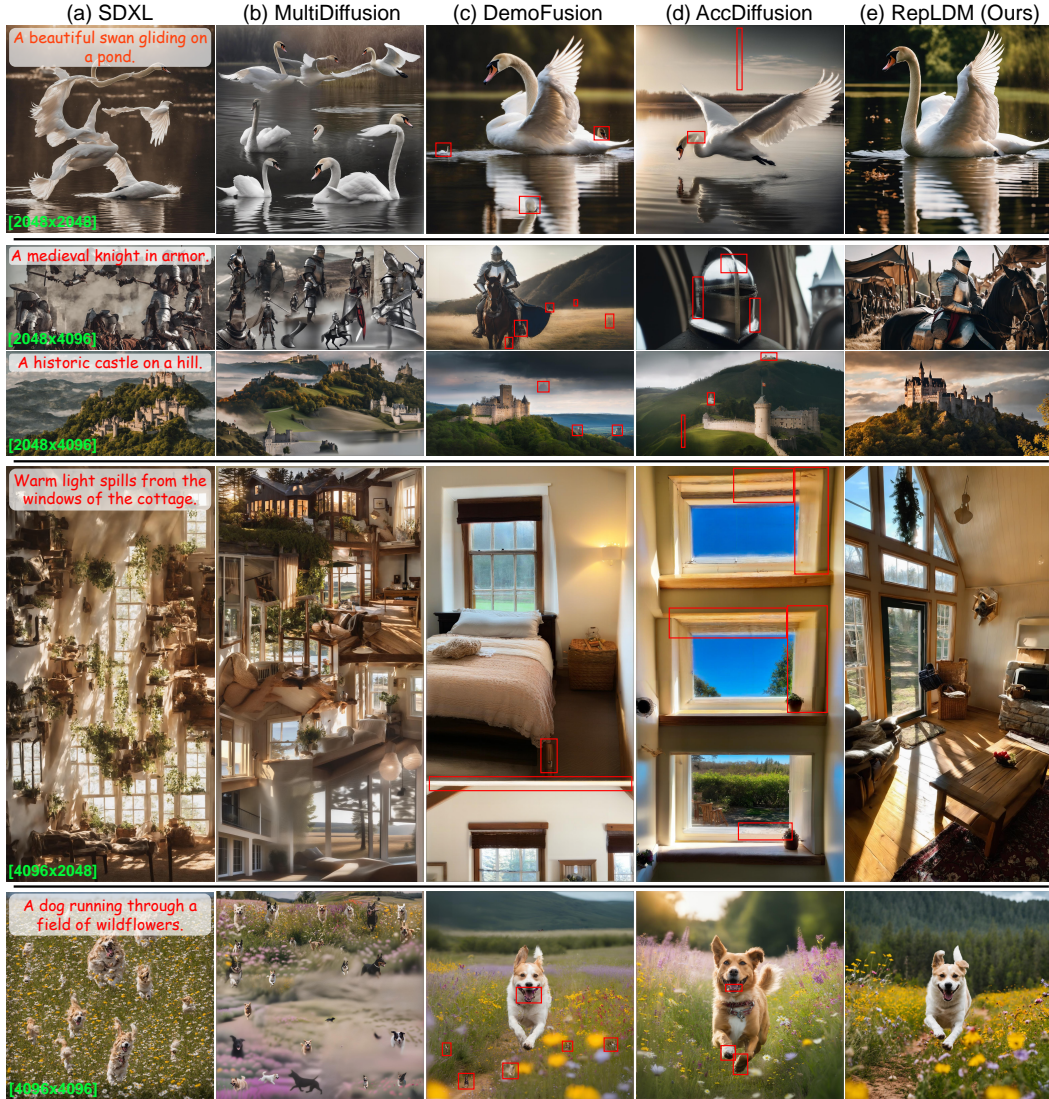 (a) SDXL
(b) MultiDiffusion
(c) DemoFusion
(d) AccDiffusion
(e) RepLDM (Ours)
A beautiful swan gliding on
a pond.
[2048x2048]
A medieval knight in armor.
[2048x4096]
A historic castle on a hill.
[2048x4096]
Warm light spills from the
windows of the cottage.
[4096x2048]
A dog running through a
field of wildflowers.
[4096x4096]